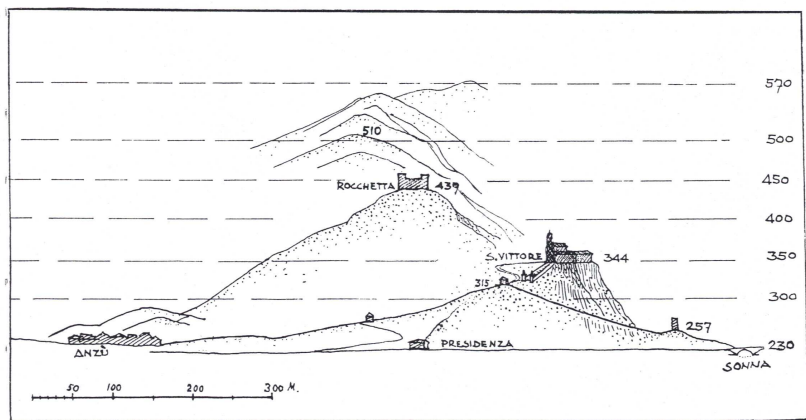 570
510
500
ROCCHETTA 439
450
400
S. VITTORE 344
350
315
300
257
ANZÙ
PRESIDENZA
230
SONNA
50 100 200 300 M.